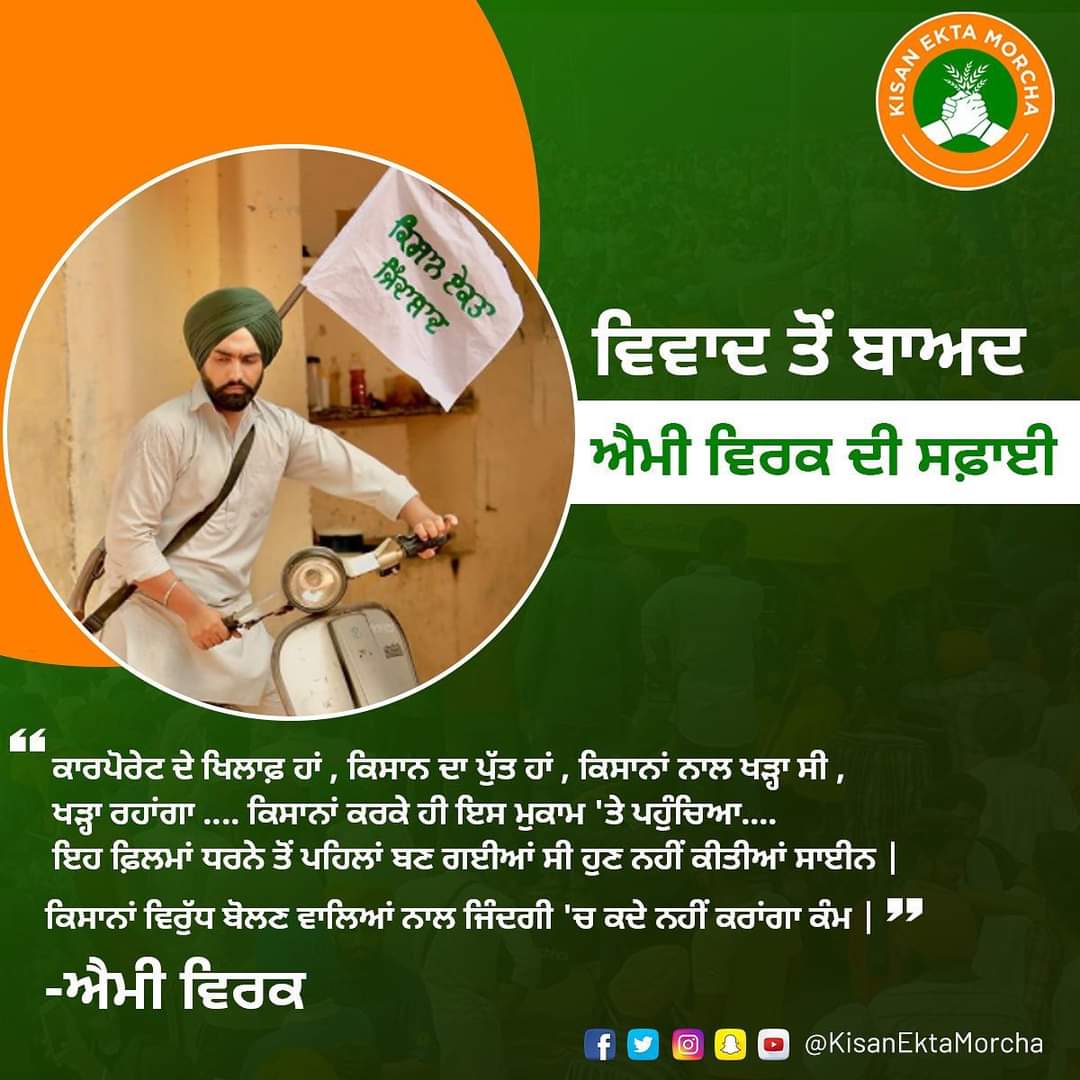 KISAN EKTA MORCHA
ਕਿਸਾਨ ਏਕਤਾ
ਜਿੰਦਾਬਾਦ
ਵਿਵਾਦ ਤੋਂ ਬਾਅਦ
ਐਮੀ ਵਿਰਕ ਦੀ ਸਫ਼ਾਈ
❝ ਕਾਰਪੋਰੇਟ ਦੇ ਖਿਲਾਫ਼ ਹਾਂ , ਕਿਸਾਨ ਦਾ ਪੁੱਤ ਹਾਂ , ਕਿਸਾਨਾਂ ਨਾਲ ਖੜ੍ਹਾ ਸੀ ,
ਖੜ੍ਹਾ ਰਹਾਂਗਾ .... ਕਿਸਾਨਾਂ ਕਰਕੇ ਹੀ ਇਸ ਮੁਕਾਮ 'ਤੇ ਪਹੁੰਚਿਆ....
ਇਹ ਫ਼ਿਲਮਾਂ ਧਰਨੇ ਤੋਂ ਪਹਿਲਾਂ ਬਣ ਗਈਆਂ ਸੀ ਹੁਣ ਨਹੀਂ ਕੀਤੀਆਂ ਸਾਈਨ |
ਕਿਸਾਨਾਂ ਵਿਰੁੱਧ ਬੋਲਣ ਵਾਲਿਆਂ ਨਾਲ ਜਿੰਦਗੀ 'ਚ ਕਦੇ ਨਹੀਂ ਕਰਾਂਗਾ ਕੰਮ | ❞
-ਐਮੀ ਵਿਰਕ
@KisanEktaMorcha